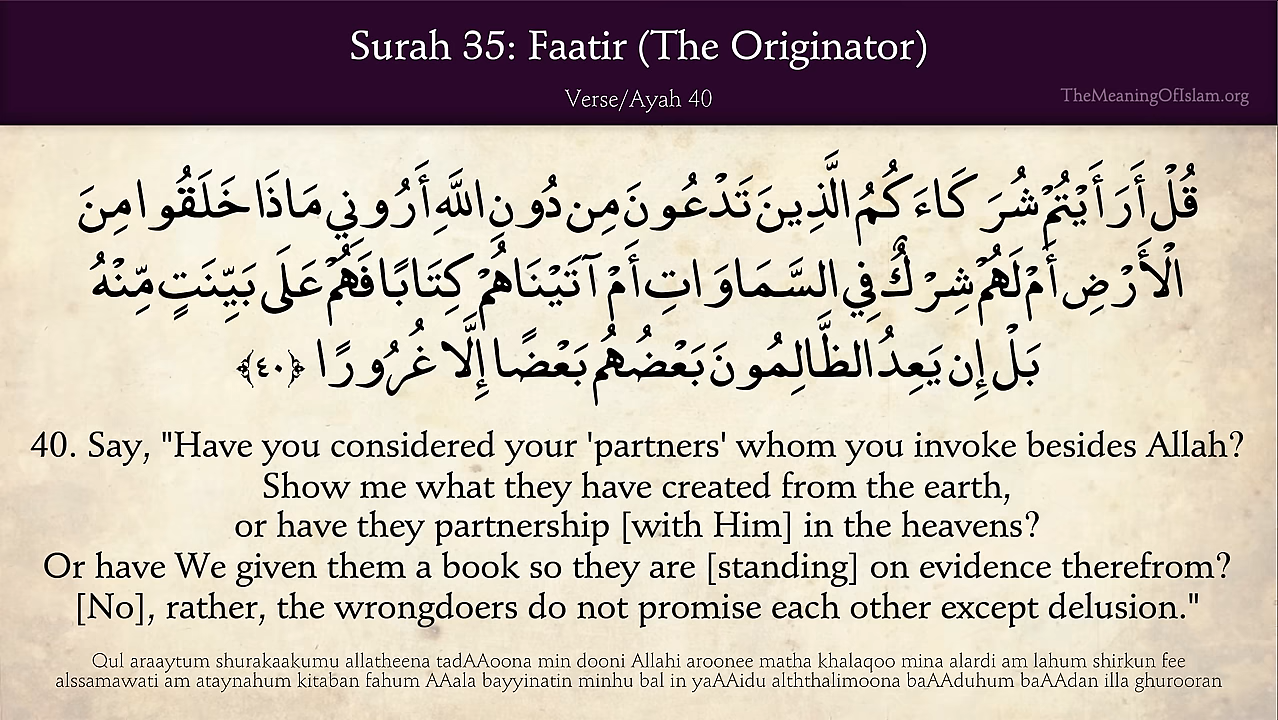 Surah 35: Faatir (The Originator)
Verse/Ayah 40
TheMeaningOfIslam.org
قُلْ أَرَأَيْتُمْ شُرَكَاءَكُمُ الَّذِينَ تَدْعُونَ مِن دُونِ اللَّهِ أَرُونِي مَاذَا خَلَقُوا مِنَ
الْأَرْضِ أَمْ لَهُمْ شِرْكٌ فِي السَّمَاوَاتِ أَمْ آتَيْنَاهُمْ كِتَابًا فَهُمْ عَلَى بَيِّنَتٍ مِّنْهُ
بَلْ إِن يَعِدُ الظَّالِمُونَ بَعْضُهُم بَعْضًا إِلَّا غُرُورًا ﴿٤٠﴾
40. Say, "Have you considered your 'partners' whom you invoke besides Allah?
Show me what they have created from the earth,
or have they partnership [with Him] in the heavens?
Or have We given them a book so they are [standing] on evidence therefrom?
[No], rather, the wrongdoers do not promise each other except delusion."
Qul araaytum shurakaakumu allatheena tadAAoona min dooni Allahi aroonee matha khalaqoo mina alardi am lahum shirkun fee
alssamawati am ataynahum kitaban fahum AAala bayyinatin minhu bal in yaAAidu alththalimoona baAAduhum baAAdan illa ghurooran